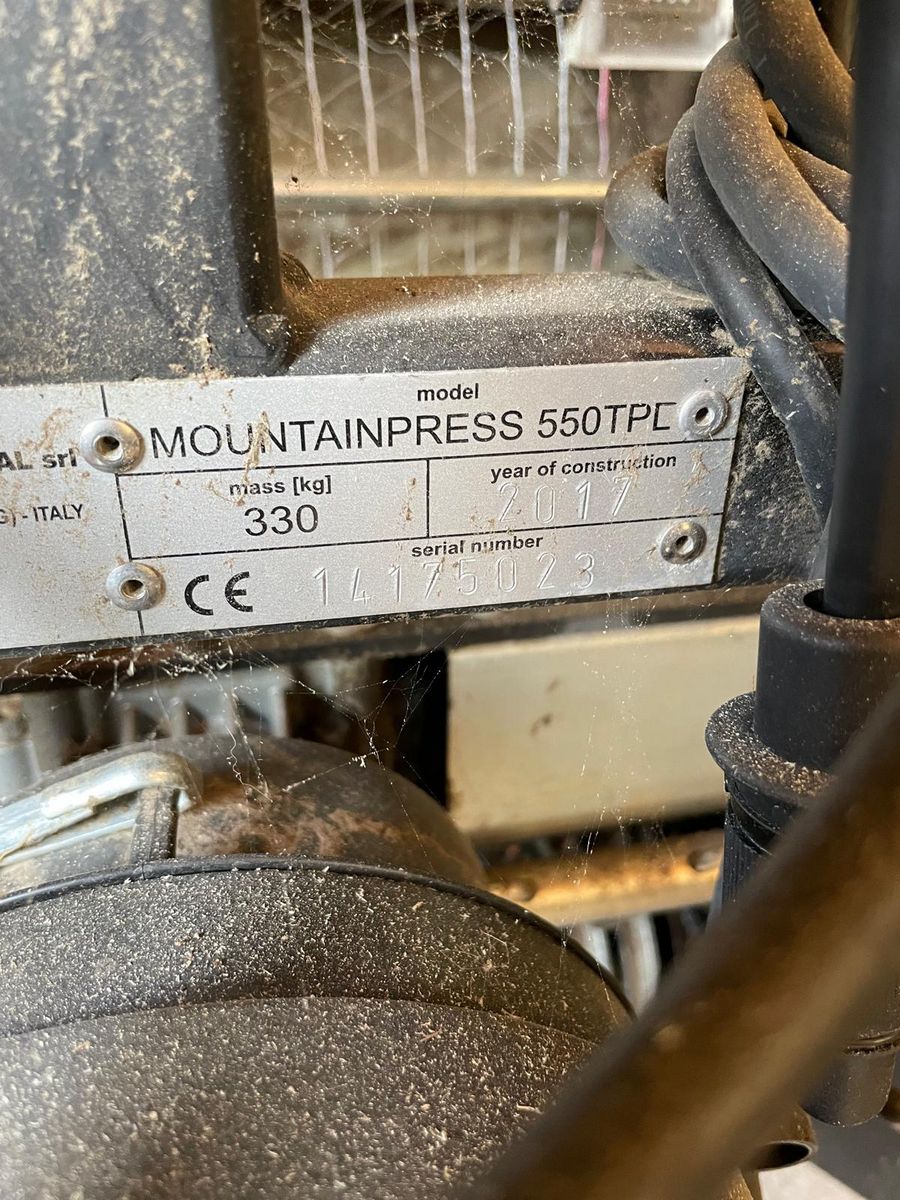 model
MOUNTAINPRESS 550TPD
AL srl
mass [kg]
year of construction
G) - ITALY
330
2017
serial number
CE 14175023